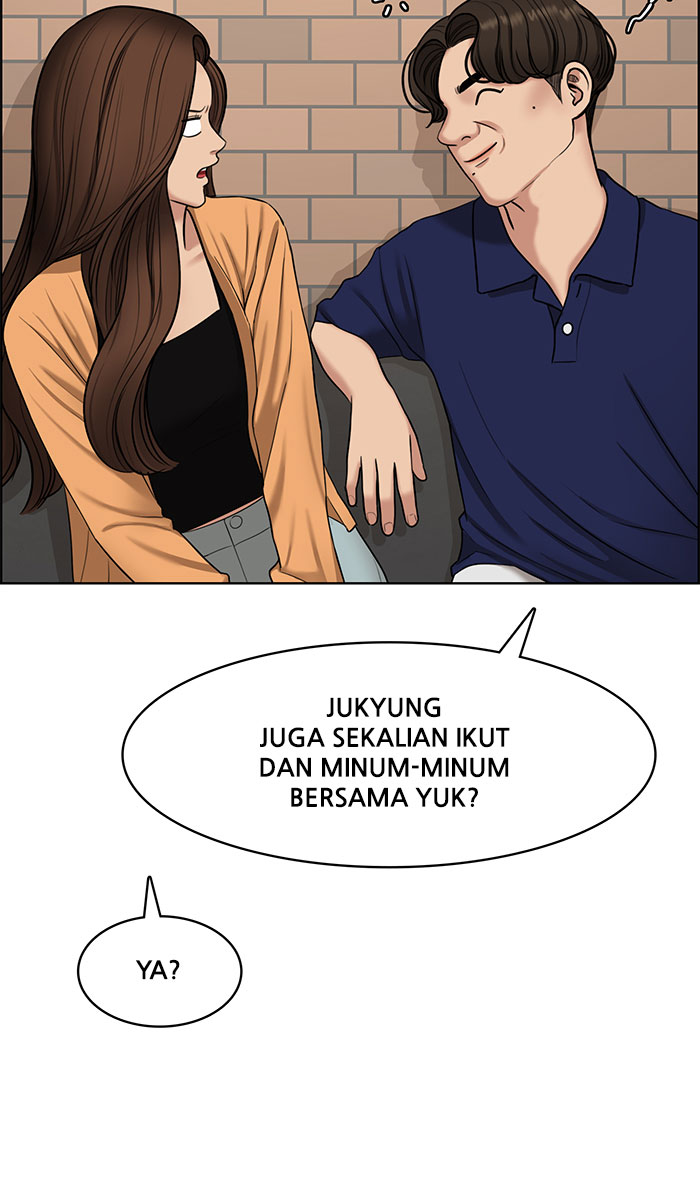 JUKYUNG
JUGA SEKALIAN IKUT
DAN MINUM-MINUM
BERSAMA YUK?
YA?